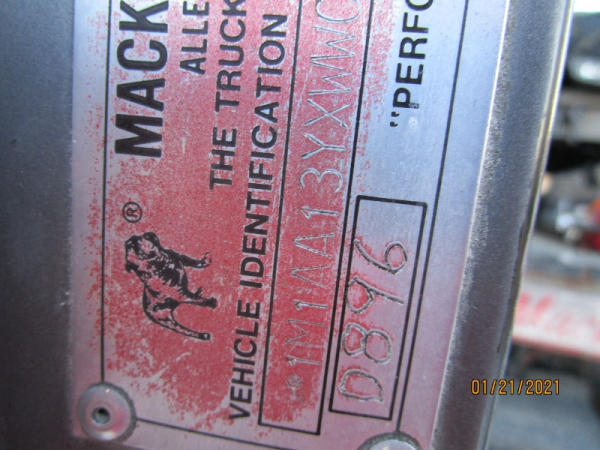 MACK
®
ALLE
THE TRUCK
VEHICLE IDENTIFICATION
*1M1AA13YXWW
D896
"PERFO
01/21/2021